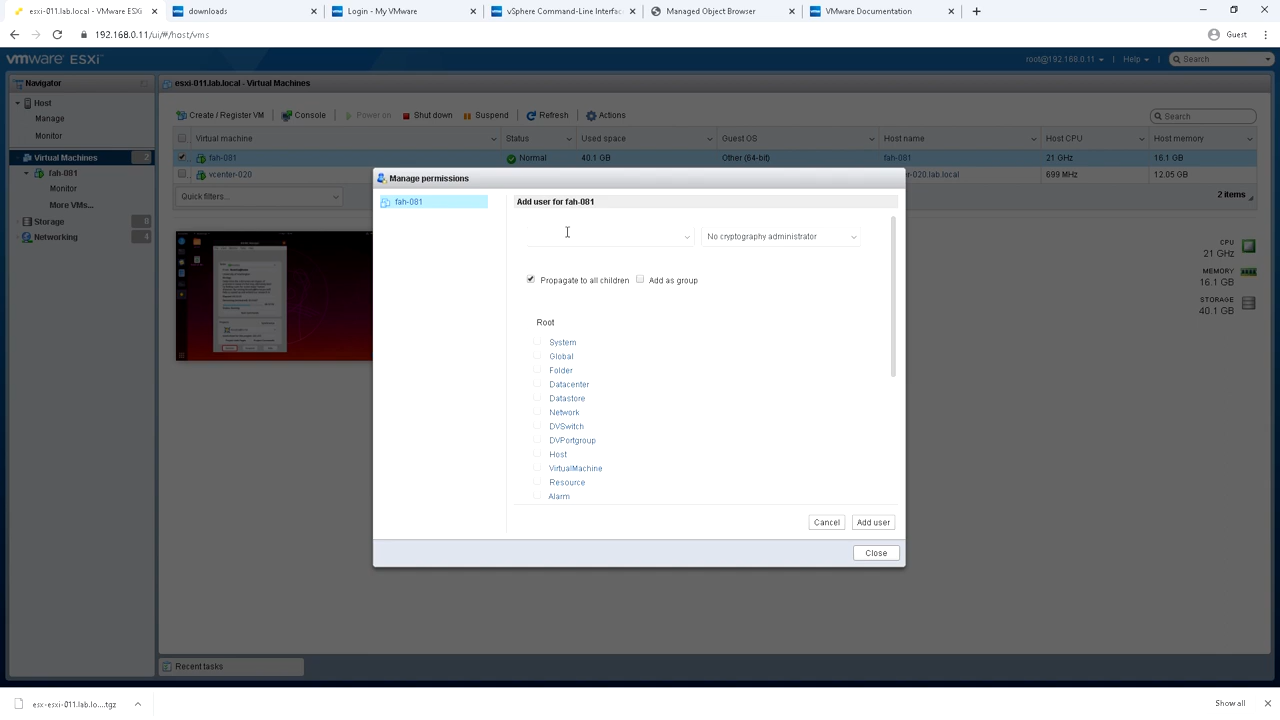 esxi-011.lab.local - VMware ESXi
downloads
Login - My VMware
vSphere Command-Line Interfac
Managed Object Browser
VMware Documentation
192.168.0.11/ui/#/host/vms
Guest
vmware ESXi
root@192.168.0.11
Help
Search
Navigator
esxi-011.lab.local - Virtual Machines
Host
Manage
Monitor
Virtual Machines 2
fah-081
Monitor
More VMs...
Storage 0
Networking 4
Create / Register VM
Console
Power on
Shut down
Suspend
Refresh
Actions
Search
Virtual machine
Status
Used space
Guest OS
Host name
Host CPU
Host memory
fah-081 Normal 40.1 GB Other (64-bit) fah-081 21 GHz 16.1 GB
vcenter-020
r-020.lab.local 699 MHz 12.05 GB
Quick filters...
2 items
CPU
21 GHz
MEMORY
16.1 GB
STORAGE
40.1 GB
Manage permissions
fah-081
Add user for fah-081
No cryptography administrator
Propagate to all children
Add as group
Root
System
Global
Folder
Datacenter
Datastore
Network
DVSwitch
DVPortgroup
Host
VirtualMachine
Resource
Alarm
Cancel
Add user
Close
Recent tasks
esx-esxi-011.lab.lo....tgz
Show all